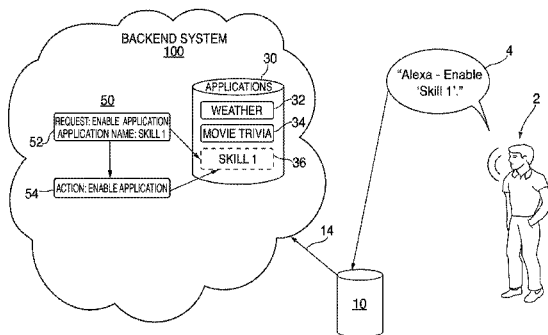 BACKEND SYSTEM
100
30
APPLICATIONS
WEATHER
32
MOVIE TRIVIA
34
SKILL 1
36
50
REQUEST: ENABLE APPLICATION
APPLICATION NAME: SKILL 1
52
54
ACTION: ENABLE APPLICATION
4
"Alexa - Enable
'Skill 1'."
2
14
10